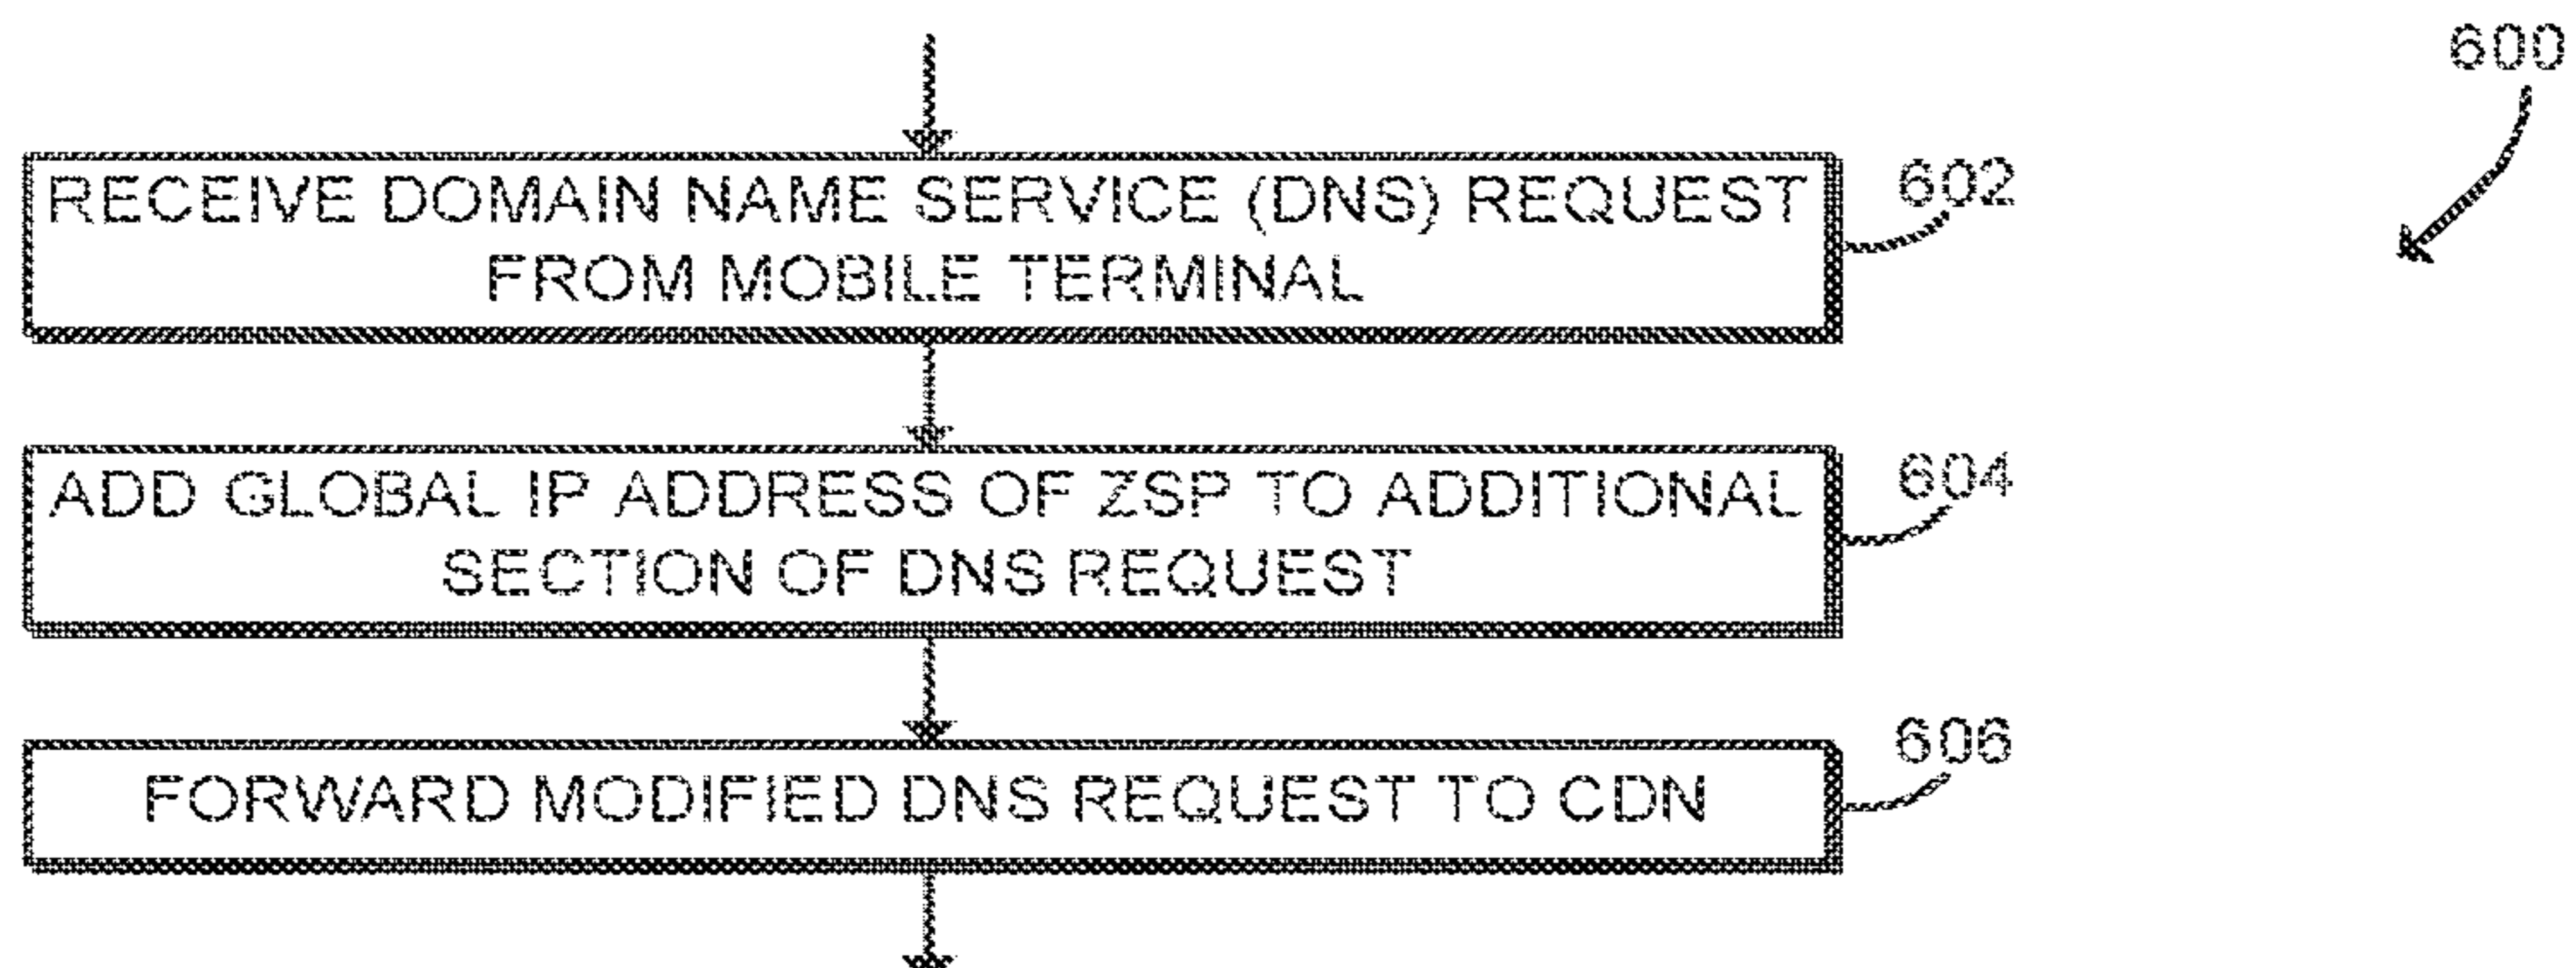 600
RECEIVE DOMAIN NAME SERVICE (DNS) REQUEST
FROM MOBILE TERMINAL
602
ADD GLOBAL IP ADDRESS OF ZSP TO ADDITIONAL
SECTION OF DNS REQUEST
604
FORWARD MODIFIED DNS REQUEST TO CDN
606